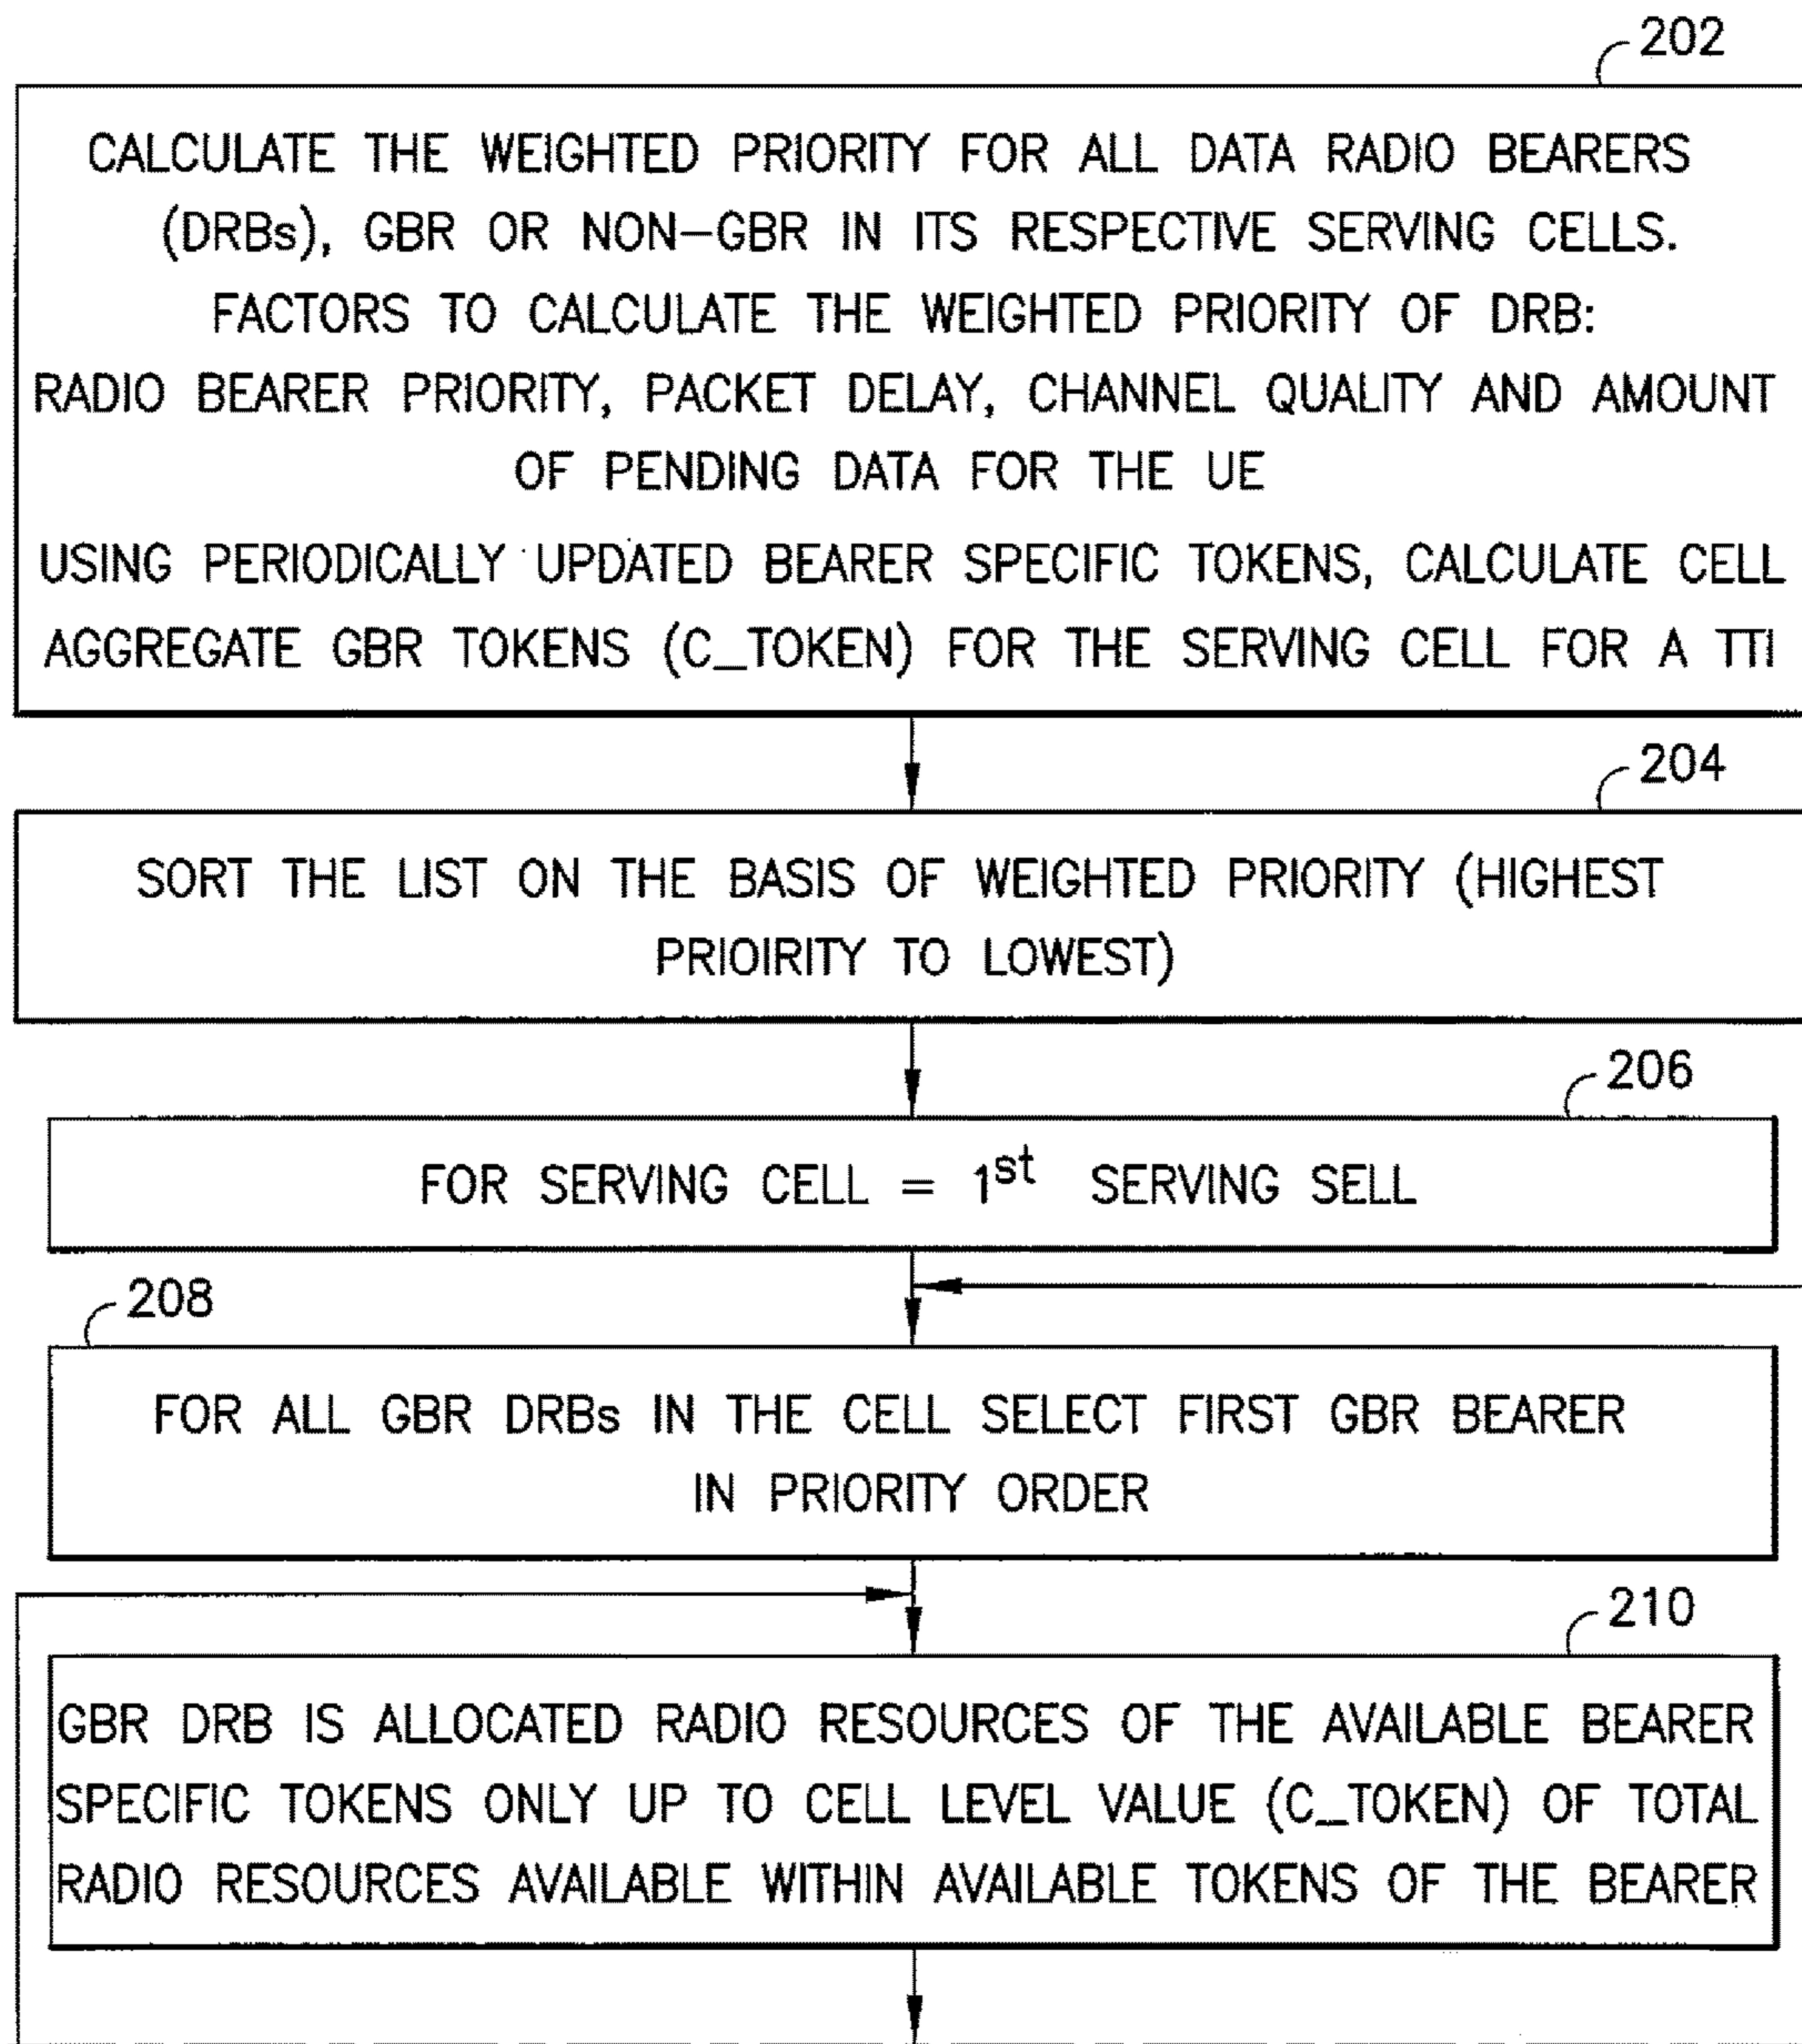 202
CALCULATE THE WEIGHTED PRIORITY FOR ALL DATA RADIO BEARERS
(DRBs), GBR OR NON-GBR IN ITS RESPECTIVE SERVING CELLS.
FACTORS TO CALCULATE THE WEIGHTED PRIORITY OF DRB:
RADIO BEARER PRIORITY, PACKET DELAY, CHANNEL QUALITY AND AMOUNT
OF PENDING DATA FOR THE UE
USING PERIODICALLY UPDATED BEARER SPECIFIC TOKENS, CALCULATE CELL
AGGREGATE GBR TOKENS (C_TOKEN) FOR THE SERVING CELL FOR A TTI
204
SORT THE LIST ON THE BASIS OF WEIGHTED PRIORITY (HIGHEST
PRIOIRITY TO LOWEST)
206
FOR SERVING CELL = 1st SERVING SELL
208
FOR ALL GBR DRBs IN THE CELL SELECT FIRST GBR BEARER
IN PRIORITY ORDER
210
GBR DRB IS ALLOCATED RADIO RESOURCES OF THE AVAILABLE BEARER
SPECIFIC TOKENS ONLY UP TO CELL LEVEL VALUE (C_TOKEN) OF TOTAL
RADIO RESOURCES AVAILABLE WITHIN AVAILABLE TOKENS OF THE BEARER